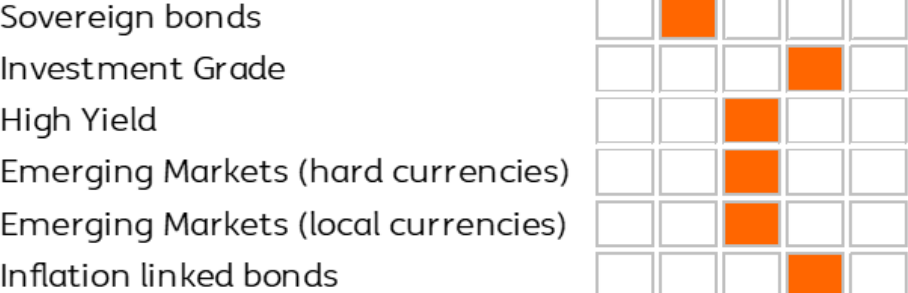 Sovereign bonds
Investment Grade
High Yield
Emerging Markets (hard currencies)
Emerging Markets (local currencies)
Inflation linked bonds